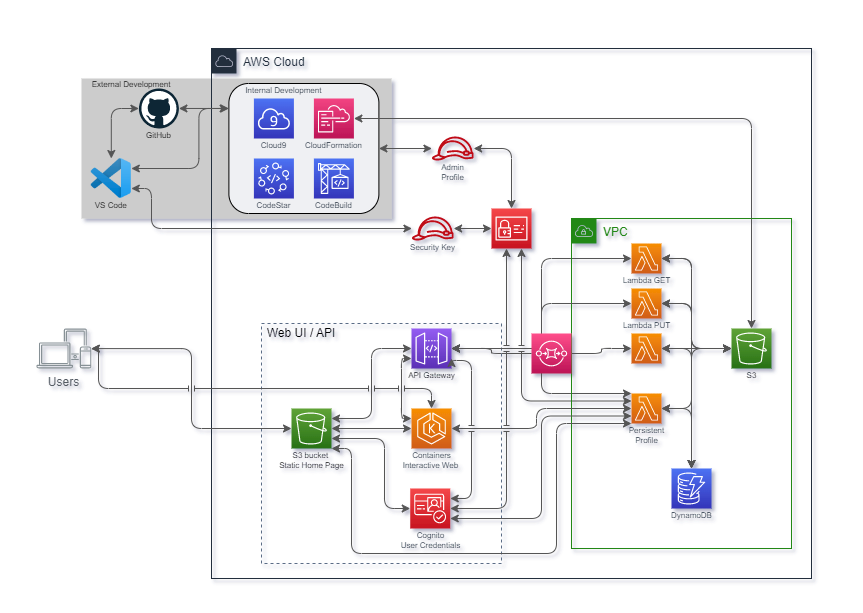 AWS Cloud
External Development
Internal Development
GitHub
VS Code
9
Cloud9
CloudFormation
CodeStar
CodeBuild
Admin
Profile
Security Key
VPC
Lambda GET
Lambda PUT
Web UI / API
API Gateway
Users
S3
S3 bucket
Static Home Page
K
Containers
Interactive Web
Persistent
Profile
Cognito
User Credentials
DynamoDB